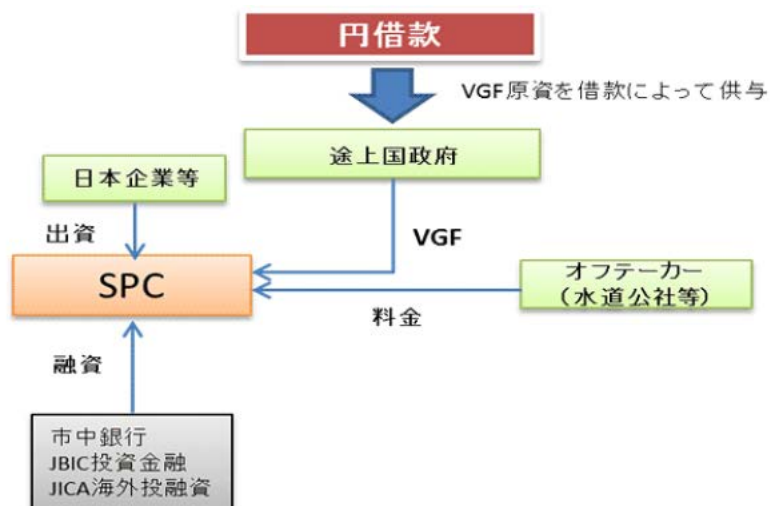 円借款
VGF原資を借款によって供与
途上国政府
日本企業等
出資
VGF
SPC
オフテーカー
（水道公社等）
料金
融資
市中銀行
JBIC投資金融
JICA海外投融資